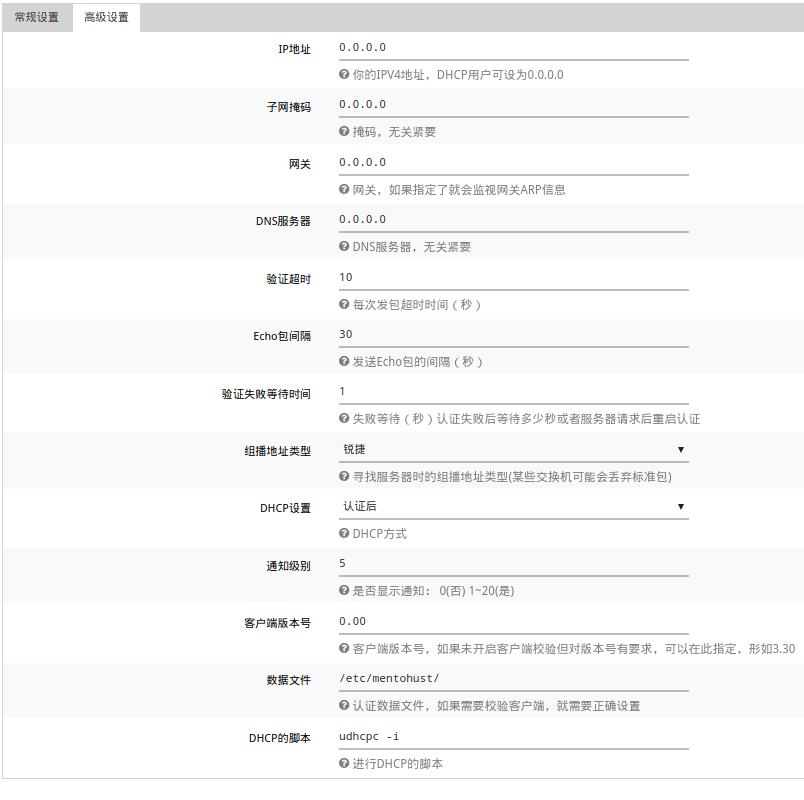 常规设置 高级设置
IP地址 0.0.0.0
你的IPV4地址，DHCP用户可设为0.0.0.0
子网掩码 0.0.0.0
掩码，无关紧要
网关 0.0.0.0
网关，如果指定了就会监视网关ARP信息
DNS服务器 0.0.0.0
DNS服务器，无关紧要
验证超时 10
每次发包超时时间（秒）
Echo包间隔 30
发送Echo包的间隔（秒）
验证失败等待时间 1
失败等待（秒）认证失败后等待多少秒或者服务器请求后重启认证
组播地址类型 锐捷
寻找服务器时的组播地址类型(某些交换机可能会丢弃标准包)
DHCP设置 认证后
DHCP方式
通知级别 5
是否显示通知： 0(否) 1~20(是)
客户端版本号 0.00
客户端版本号，如果未开启客户端校验但对版本号有要求，可以在此指定，形如3.30
数据文件 /etc/mentohust/
认证数据文件，如果需要校验客户端，就需要正确设置
DHCP的脚本 udhcpc -i
进行DHCP的脚本